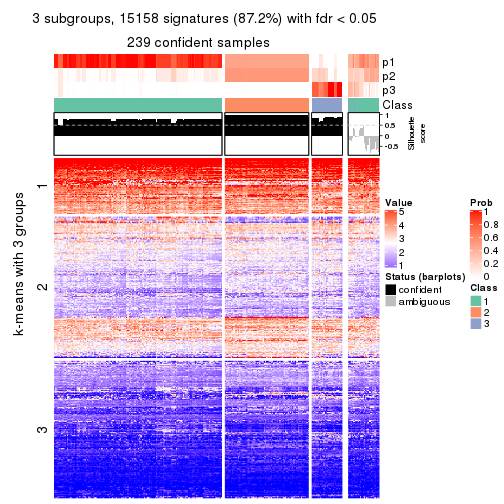 3 subgroups, 15158 signatures (87.2%) with fdr < 0.05
239 confident samples
p1
p2
p3
Class
1
0.5
0
-0.5
Silhouette
score
k-means with 3 groups
1
2
3
Value
5
4
3
2
1
Status (barplots)
confident
ambiguous
Prob
1
0.8
0.6
0.4
0.2
0
Class
1
2
3